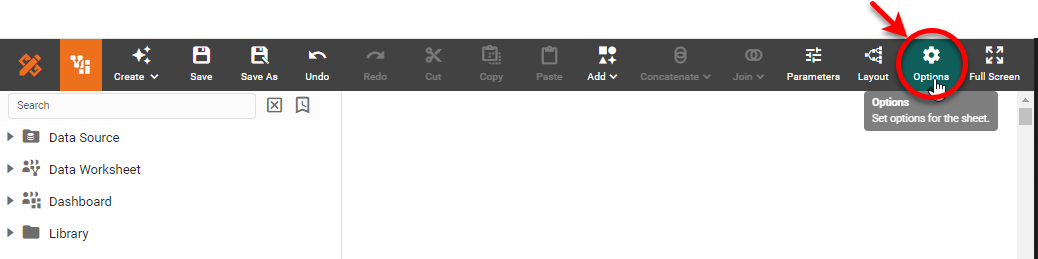 Create
Save
Save As
Undo
Redo
Cut
Copy
Paste
Add
Concatenate
Join
Parameters
Layout
Options
Full Screen
Search
Options
Set options for the sheet.
Data Source
Data Worksheet
Dashboard
Library